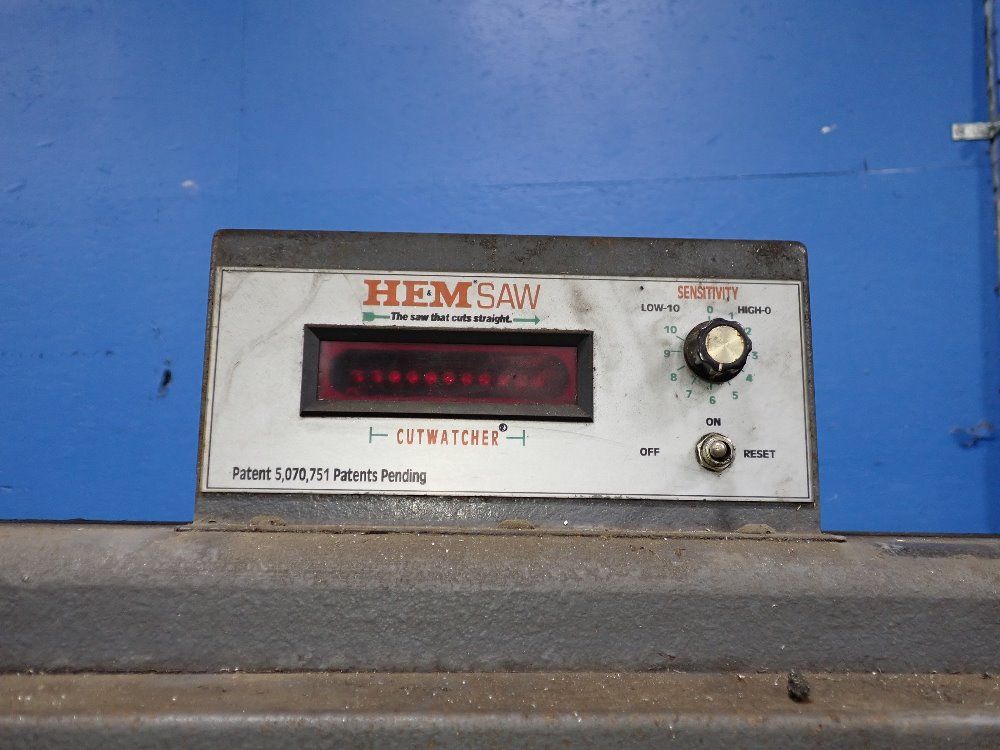 HE&M SAW
The saw that cuts straight.
CUTWATCHER®
Patent 5,070,751 Patents Pending
SENSITIVITY
LOW-10 HIGH-0
0
1
2
3
4
5
6
7
8
9
10
ON
OFF RESET